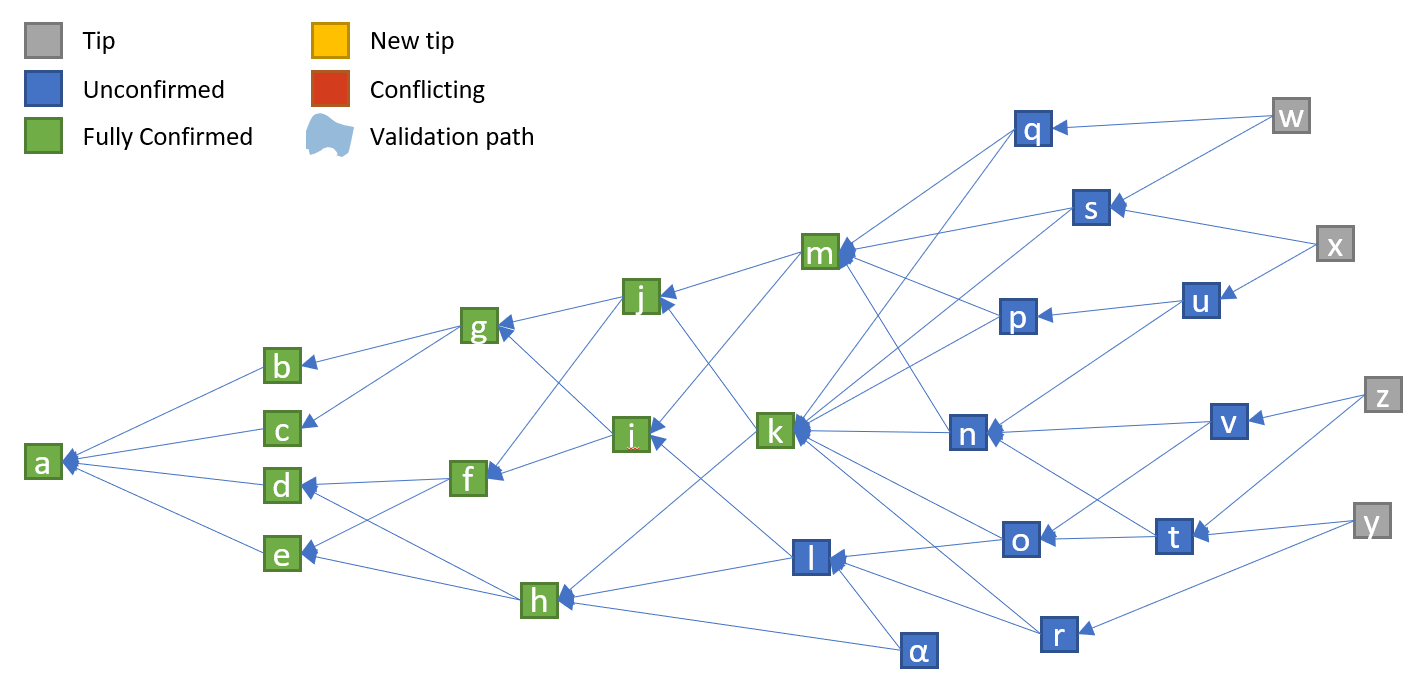 Tip
New tip
Unconfirmed
Conflicting
Fully Confirmed
Validation path
w
q
s
x
m
j
u
p
g
b
z
v
c
k
i
n
a
f
d
y
t
o
e
l
h
r
α